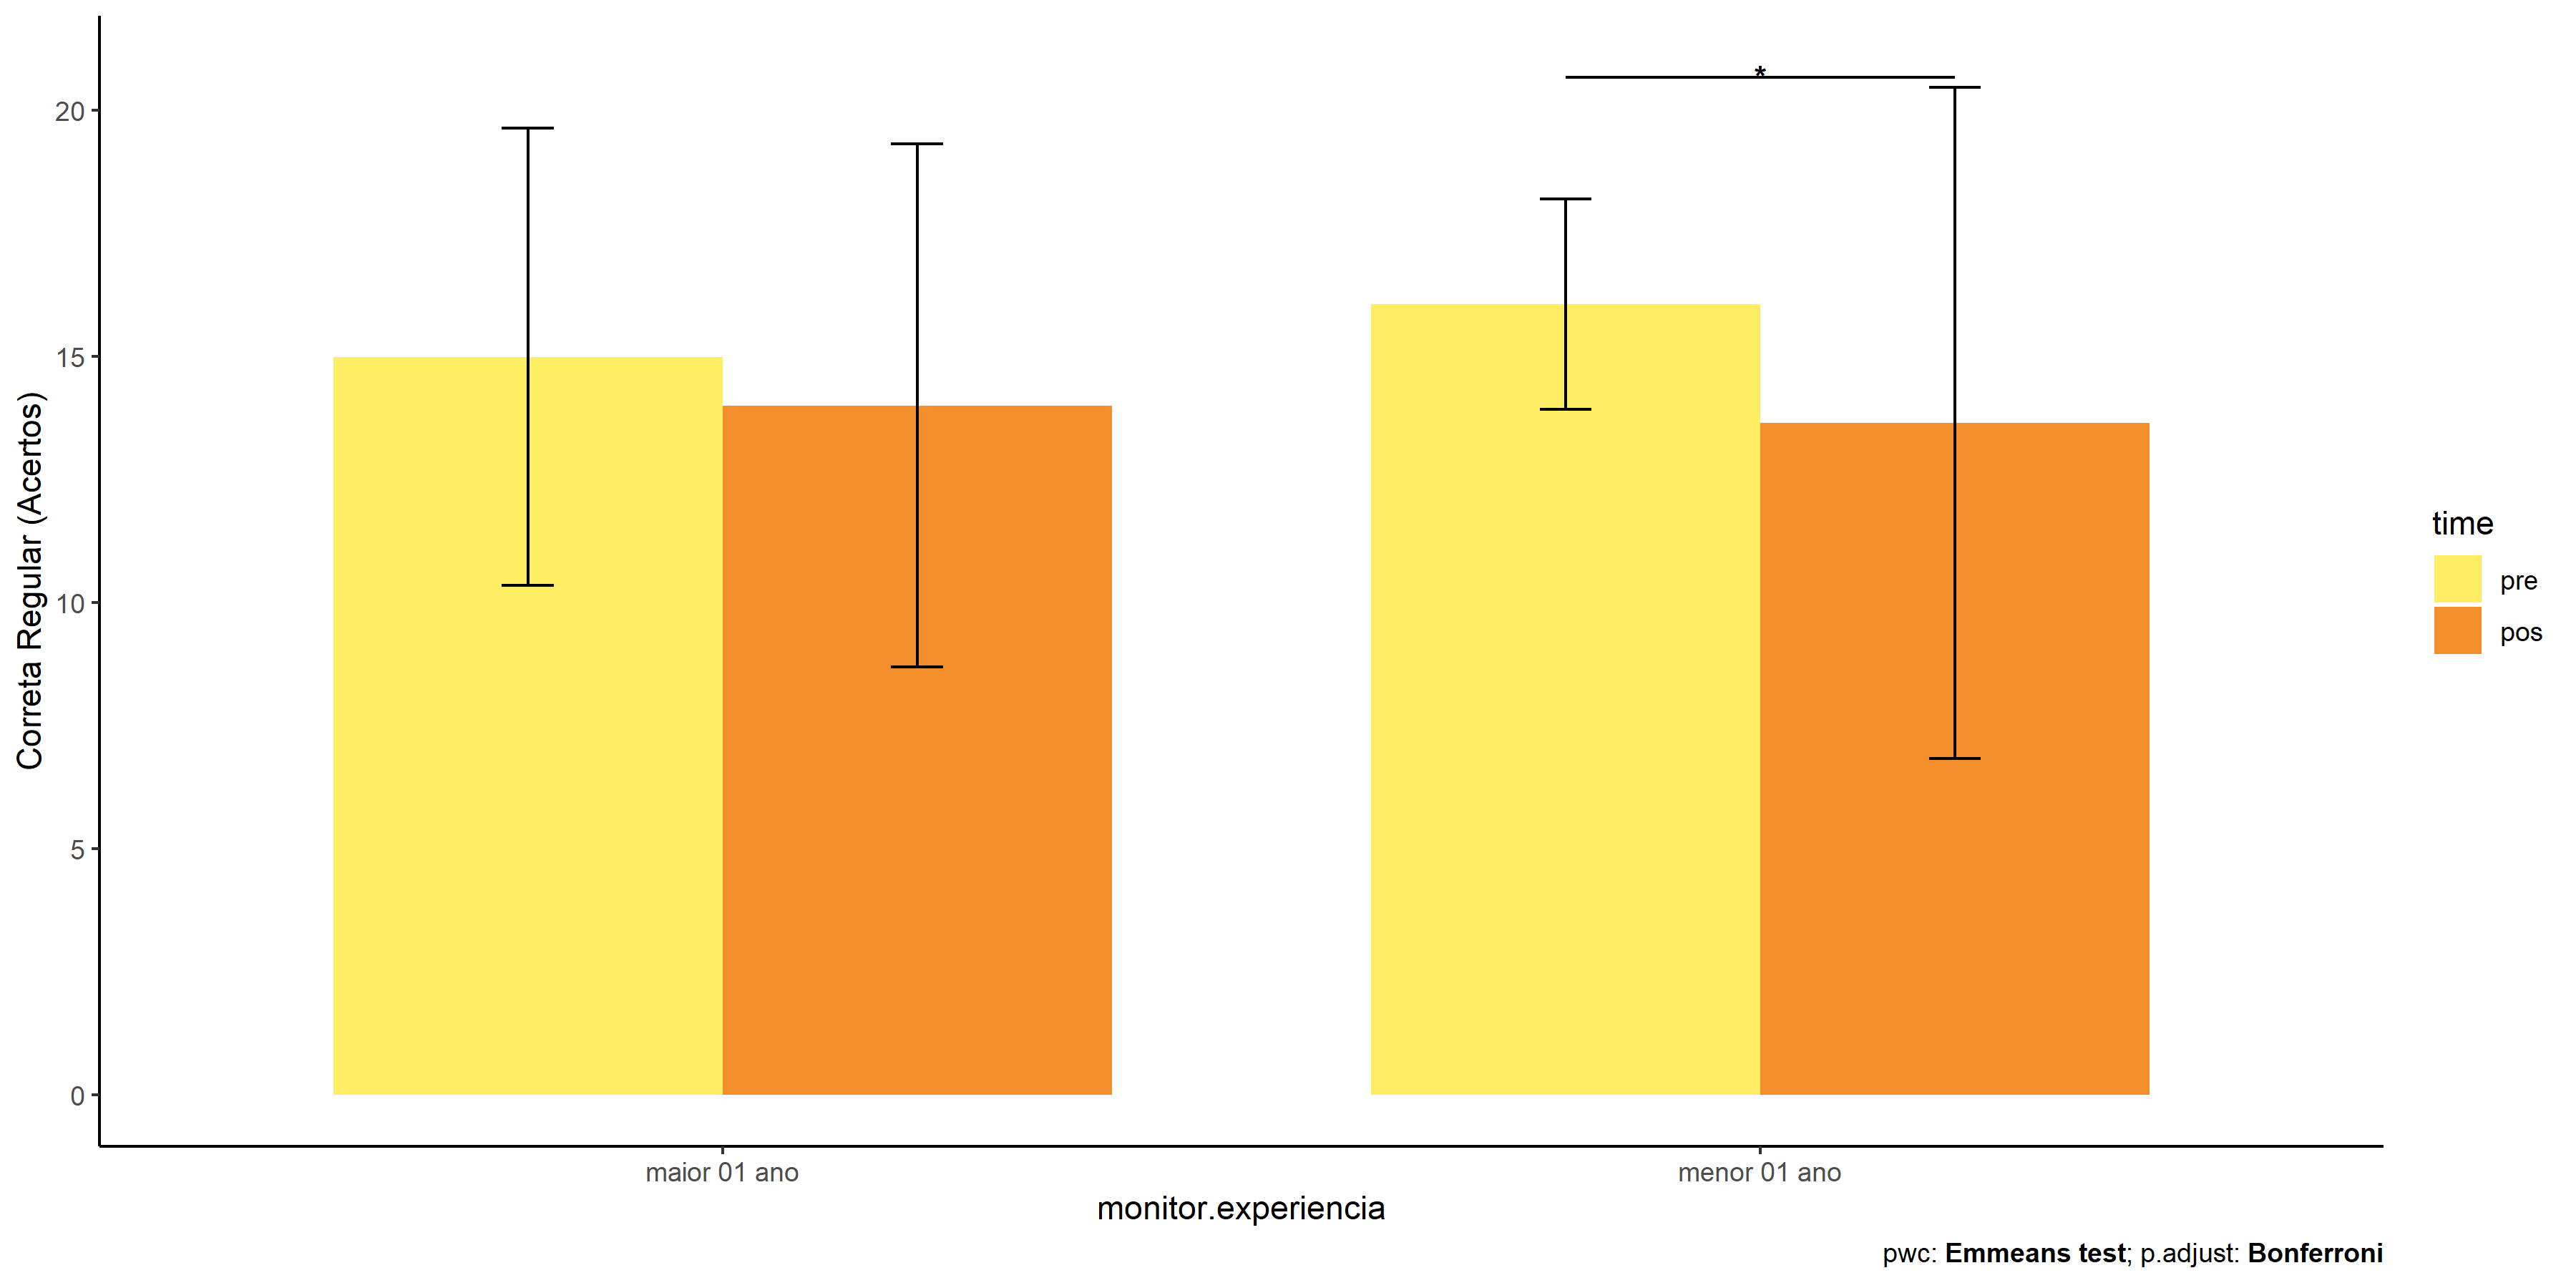 *
20
15
10
5
0
Correta Regular (Acertos)
maior 01 ano
menor 01 ano
monitor.experiencia
time
pre
pos
pwc: Emmeans test; p.adjust: Bonferroni